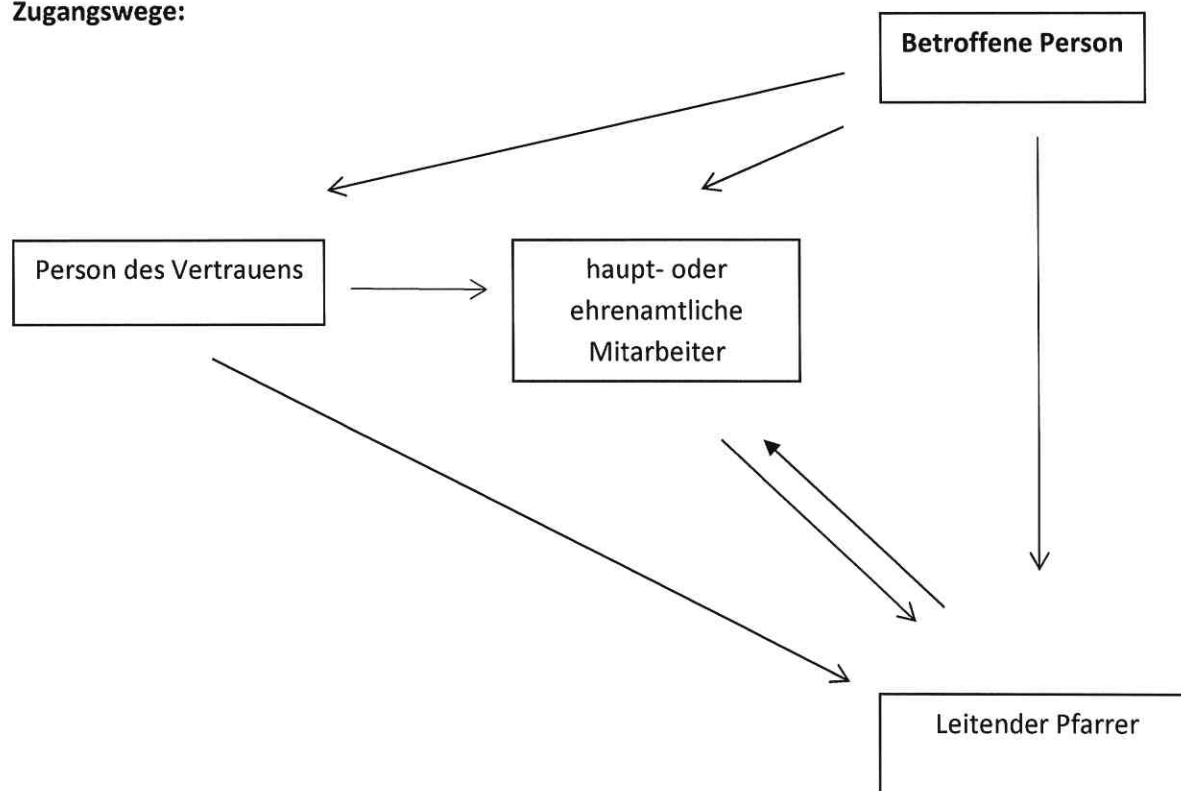 Zugangswege:
Betroffene Person
Person des Vertrauens
haupt- oder
ehrenamtliche
Mitarbeiter
Leitender Pfarrer